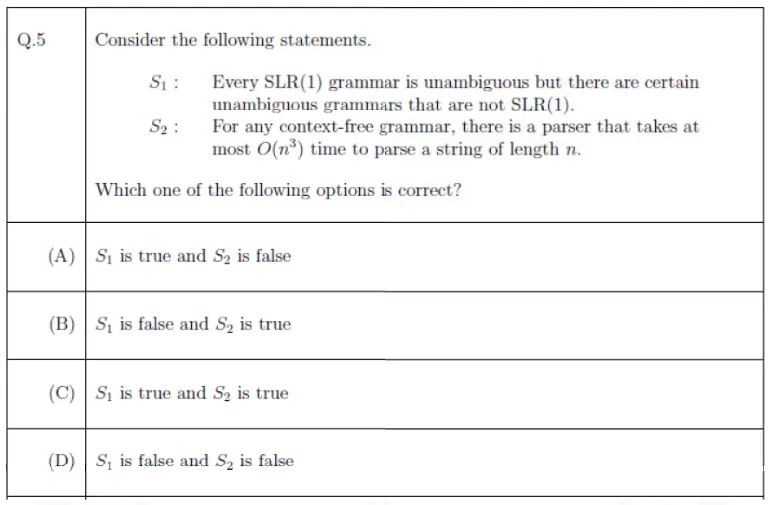 Q.5 Consider the following statements.
S₁ : Every SLR(1) grammar is unambiguous but there are certain
unambiguous grammars that are not SLR(1).
S₂ : For any context-free grammar, there is a parser that takes at
most O(n³) time to parse a string of length n.
Which one of the following options is correct?
(A) S₁ is true and S₂ is false
(B) S₁ is false and S₂ is true
(C) S₁ is true and S₂ is true
(D) S₁ is false and S₂ is false